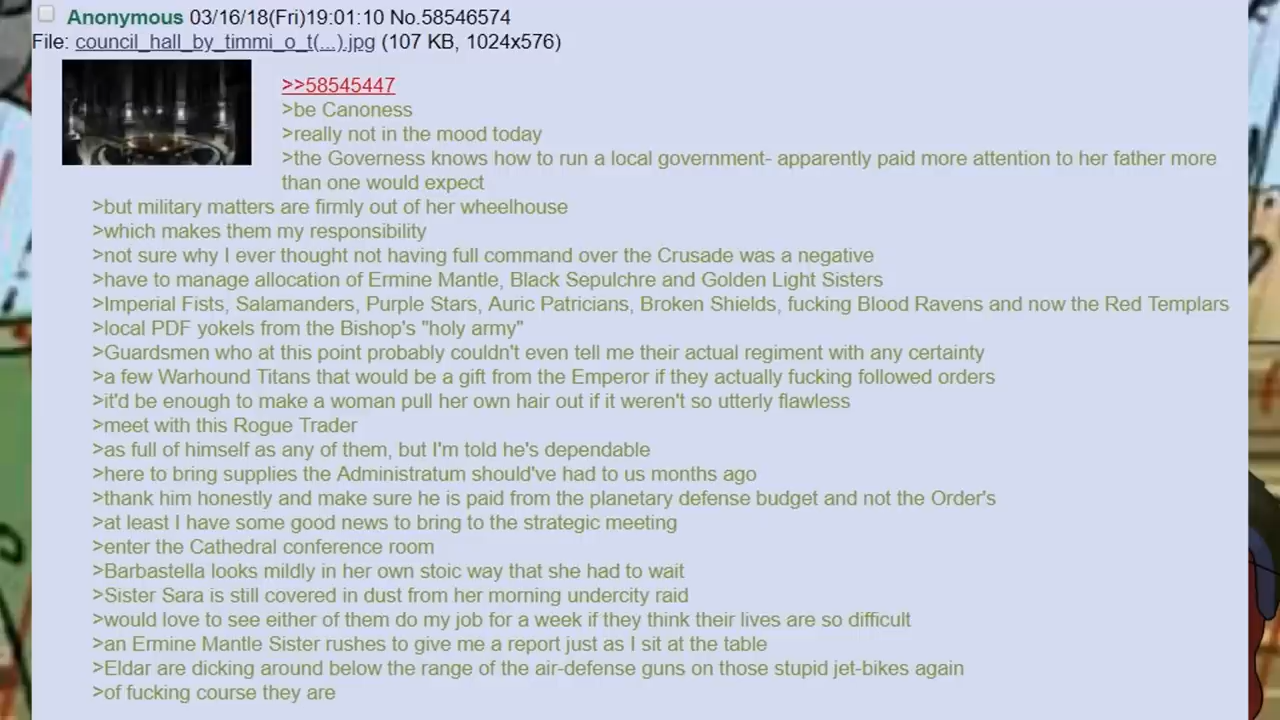 Anonymous 03/16/18(Fri)19:01:10 No.58546574
File: council_hall_by_timmi_o_t(...).jpg (107 KB, 1024x576)
>>58545447
>be Canoness
>really not in the mood today
>the Governess knows how to run a local government- apparently paid more attention to her father more
than one would expect
>but military matters are firmly out of her wheelhouse
>which makes them my responsibility
>not sure why I ever thought not having full command over the Crusade was a negative
>have to manage allocation of Ermine Mantle, Black Sepulchre and Golden Light Sisters
>Imperial Fists, Salamanders, Purple Stars, Auric Patricians, Broken Shields, fucking Blood Ravens and now the Red Templars
>local PDF yokels from the Bishop's "holy army"
>Guardsmen who at this point probably couldn't even tell me their actual regiment with any certainty
>a few Warhound Titans that would be a gift from the Emperor if they actually fucking followed orders
>it'd be enough to make a woman pull her own hair out if it weren't so utterly flawless
>meet with this Rogue Trader
>as full of himself as any of them, but I'm told he's dependable
>here to bring supplies the Administratum should've had to us months ago
>thank him honestly and make sure he is paid from the planetary defense budget and not the Order's
>at least I have some good news to bring to the strategic meeting
>enter the Cathedral conference room
>Barbastella looks mildly in her own stoic way that she had to wait
>Sister Sara is still covered in dust from her morning undercity raid
>would love to see either of them do my job for a week if they think their lives are so difficult
>an Ermine Mantle Sister rushes to give me a report just as I sit at the table
>Eldar are dicking around below the range of the air-defense guns on those stupid jet-bikes again
>of fucking course they are